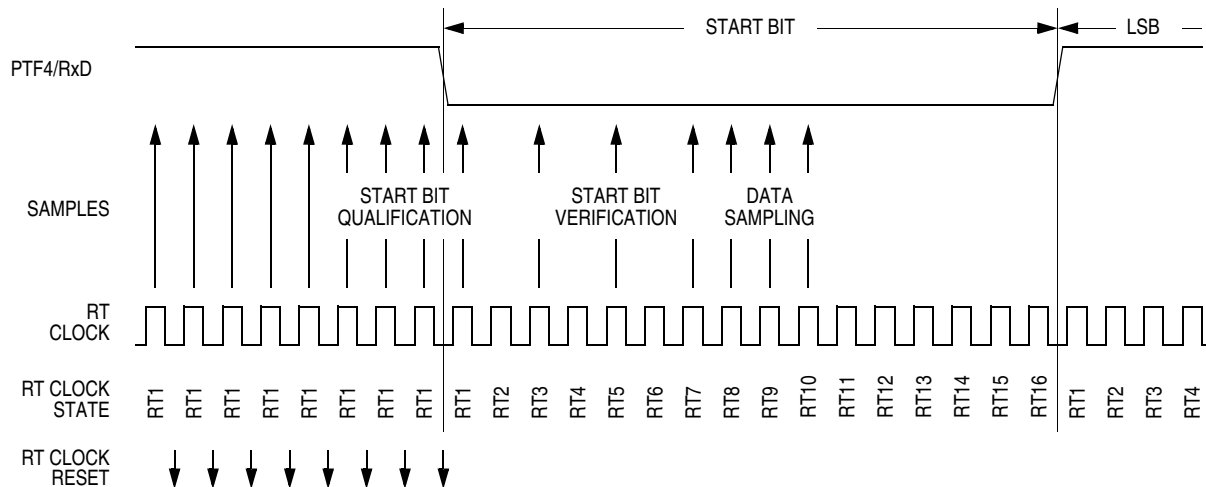 START BIT
LSB
PTF4/RxD
SAMPLES
START BIT
QUALIFICATION
START BIT
VERIFICATION
DATA
SAMPLING
RT
CLOCK
RT CLOCK
STATE
RT1 RT1 RT1 RT1 RT1 RT1 RT1 RT1 RT1 RT2 RT3 RT4 RT5 RT6 RT7 RT8 RT9 RT10 RT11 RT12 RT13 RT14 RT15 RT16 RT1 RT2 RT3 RT4
RT CLOCK
RESET